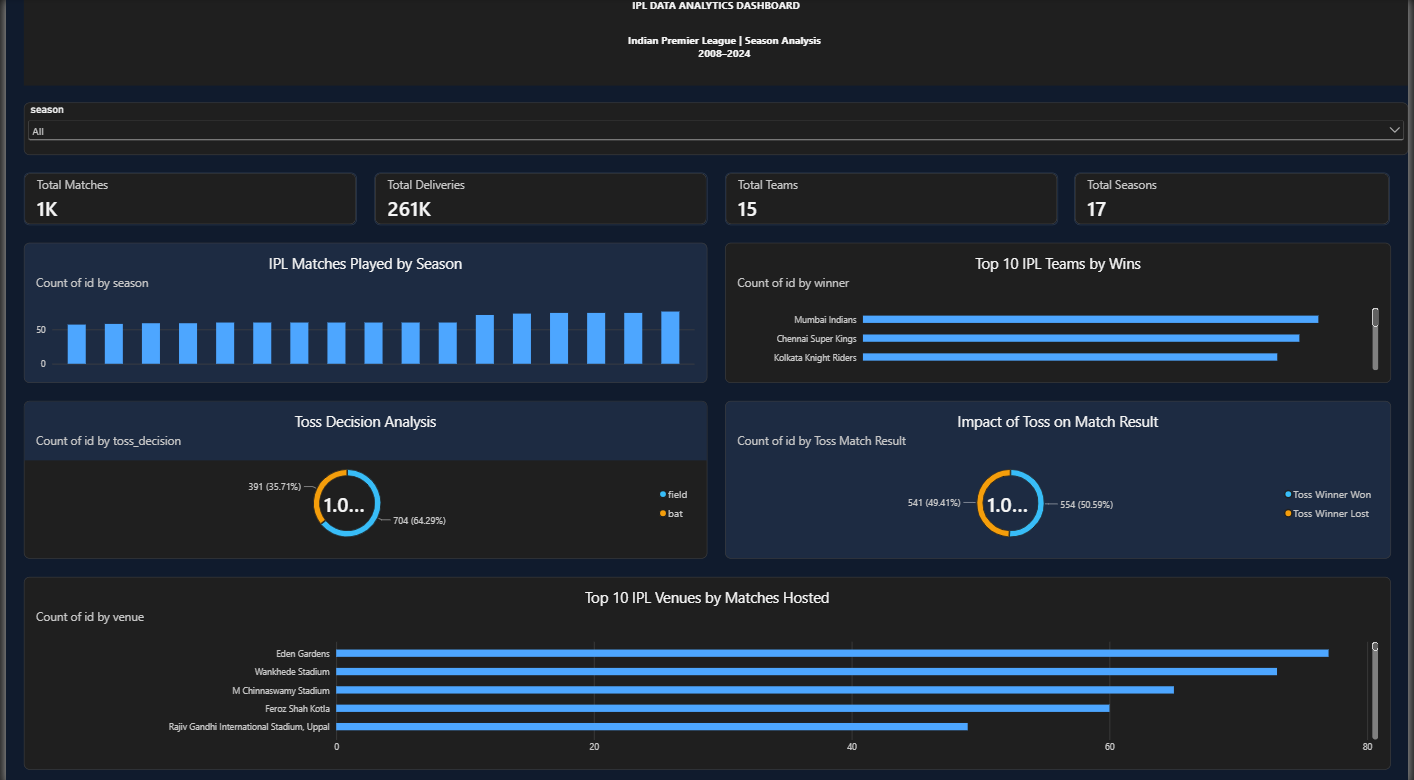 IPL DATA ANALYTICS DASHBOARD
Indian Premier League | Season Analysis
2008–2024
season
All
Total Matches
1K
Total Deliveries
261K
Total Teams
15
Total Seasons
17
IPL Matches Played by Season
Count of id by season
50
0
Top 10 IPL Teams by Wins
Count of id by winner
Mumbai Indians
Chennai Super Kings
Kolkata Knight Riders
Toss Decision Analysis
Count of id by toss_decision
391 (35.71%)
1.0...
704 (64.29%)
field
bat
Impact of Toss on Match Result
Count of id by Toss Match Result
541 (49.41%)
1.0...
554 (50.59%)
Toss Winner Won
Toss Winner Lost
Top 10 IPL Venues by Matches Hosted
Count of id by venue
Eden Gardens
Wankhede Stadium
M Chinnaswamy Stadium
Feroz Shah Kotla
Rajiv Gandhi International Stadium, Uppal
0 20 40 60 80